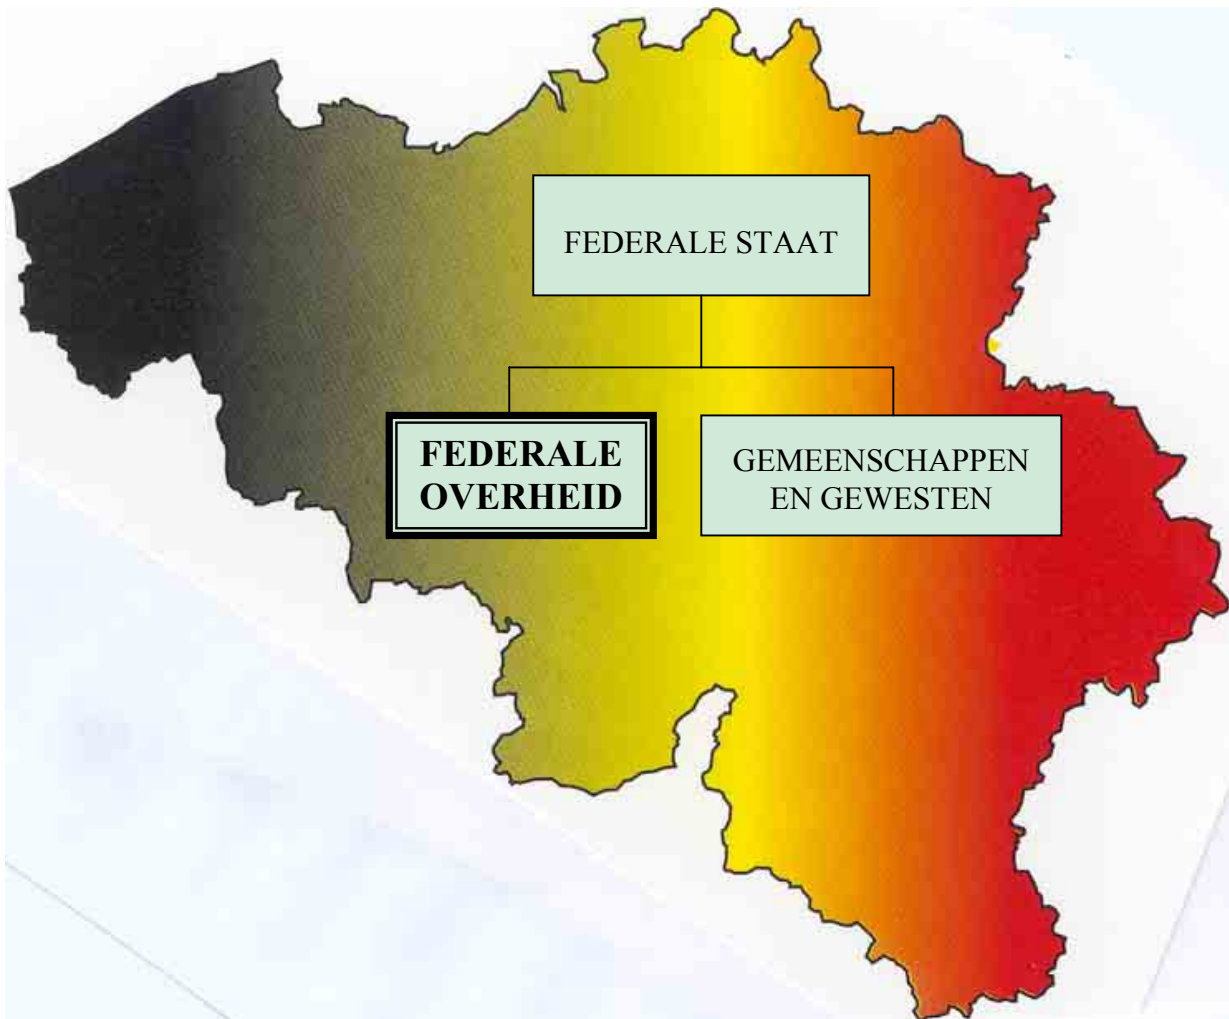 FEDERALE STAAT
FEDERALE
OVERHEID
GEMEENSCHAPPEN
EN GEWESTEN